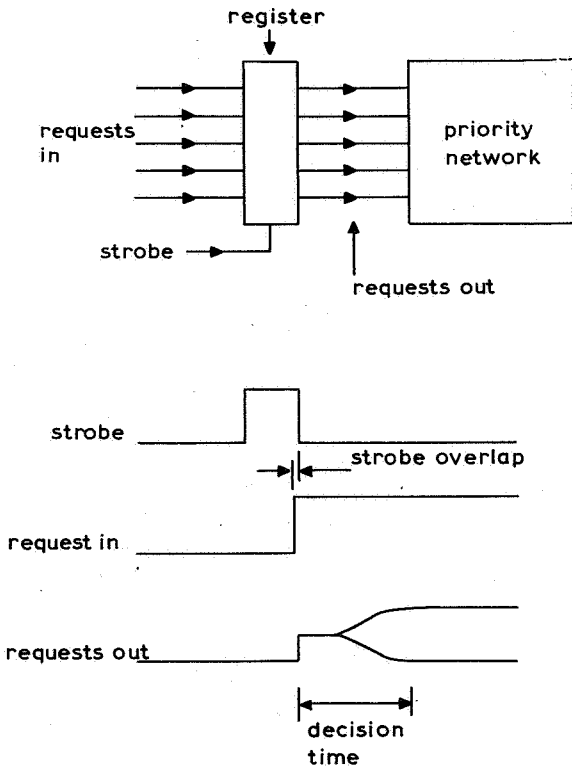 register
requests
in
priority
network
strobe
requests out
strobe
strobe overlap
request in
requests out
decision
time